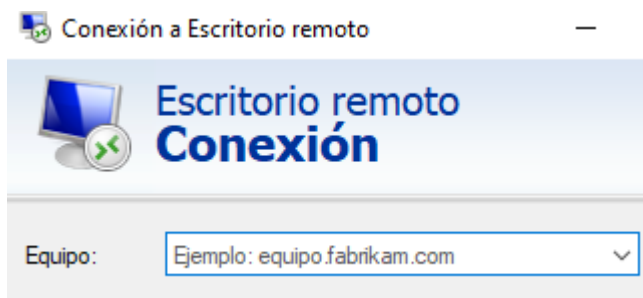 Conexión a Escritorio remoto
Escritorio remoto
Conexión
Equipo: Ejemplo: equipo.fabrikam.com